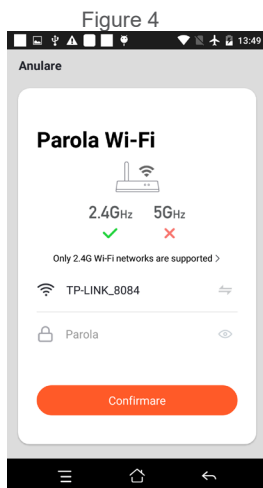 Figure 4
13:49
Anulare
Parola Wi-Fi
2.4GHz 5GHz
Only 2.4G Wi-Fi networks are supported >
TP-LINK_8084
Parola
Confirmare